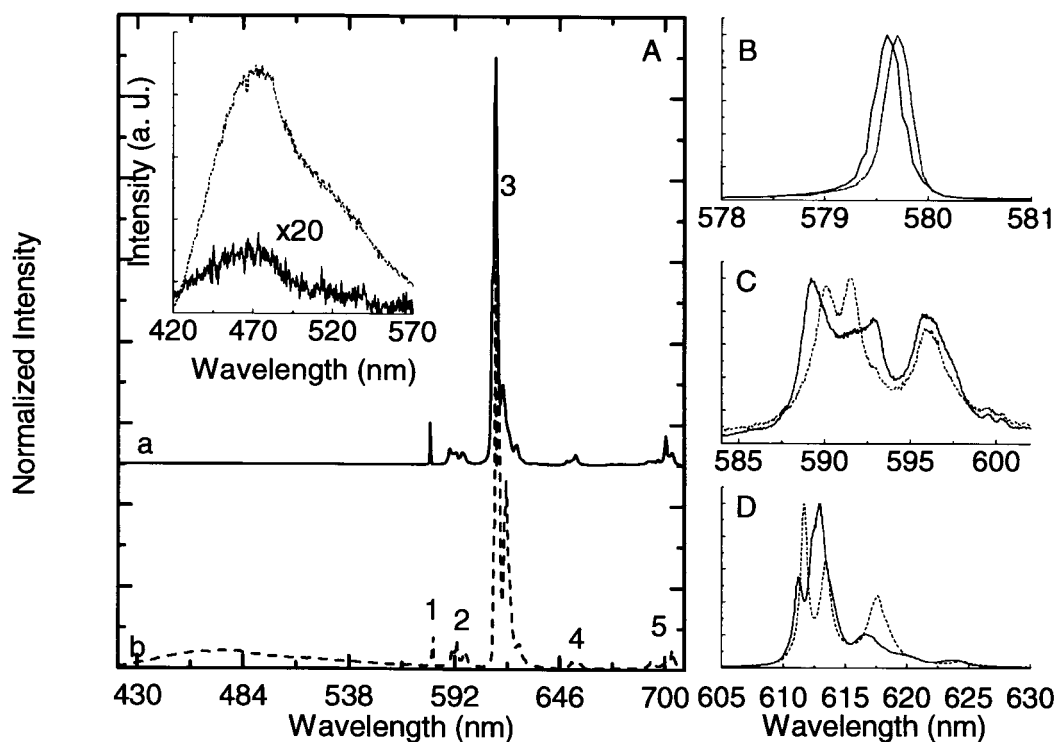 Normalized Intensity
A
Intensity (a. u.)
x20
420 470 520 570
Wavelength (nm)
3
a
1
2
4
5
b
430 484 538 592 646 700
Wavelength (nm)
B
578 579 580 581
C
585 590 595 600
D
605 610 615 620 625 630
Wavelength (nm)